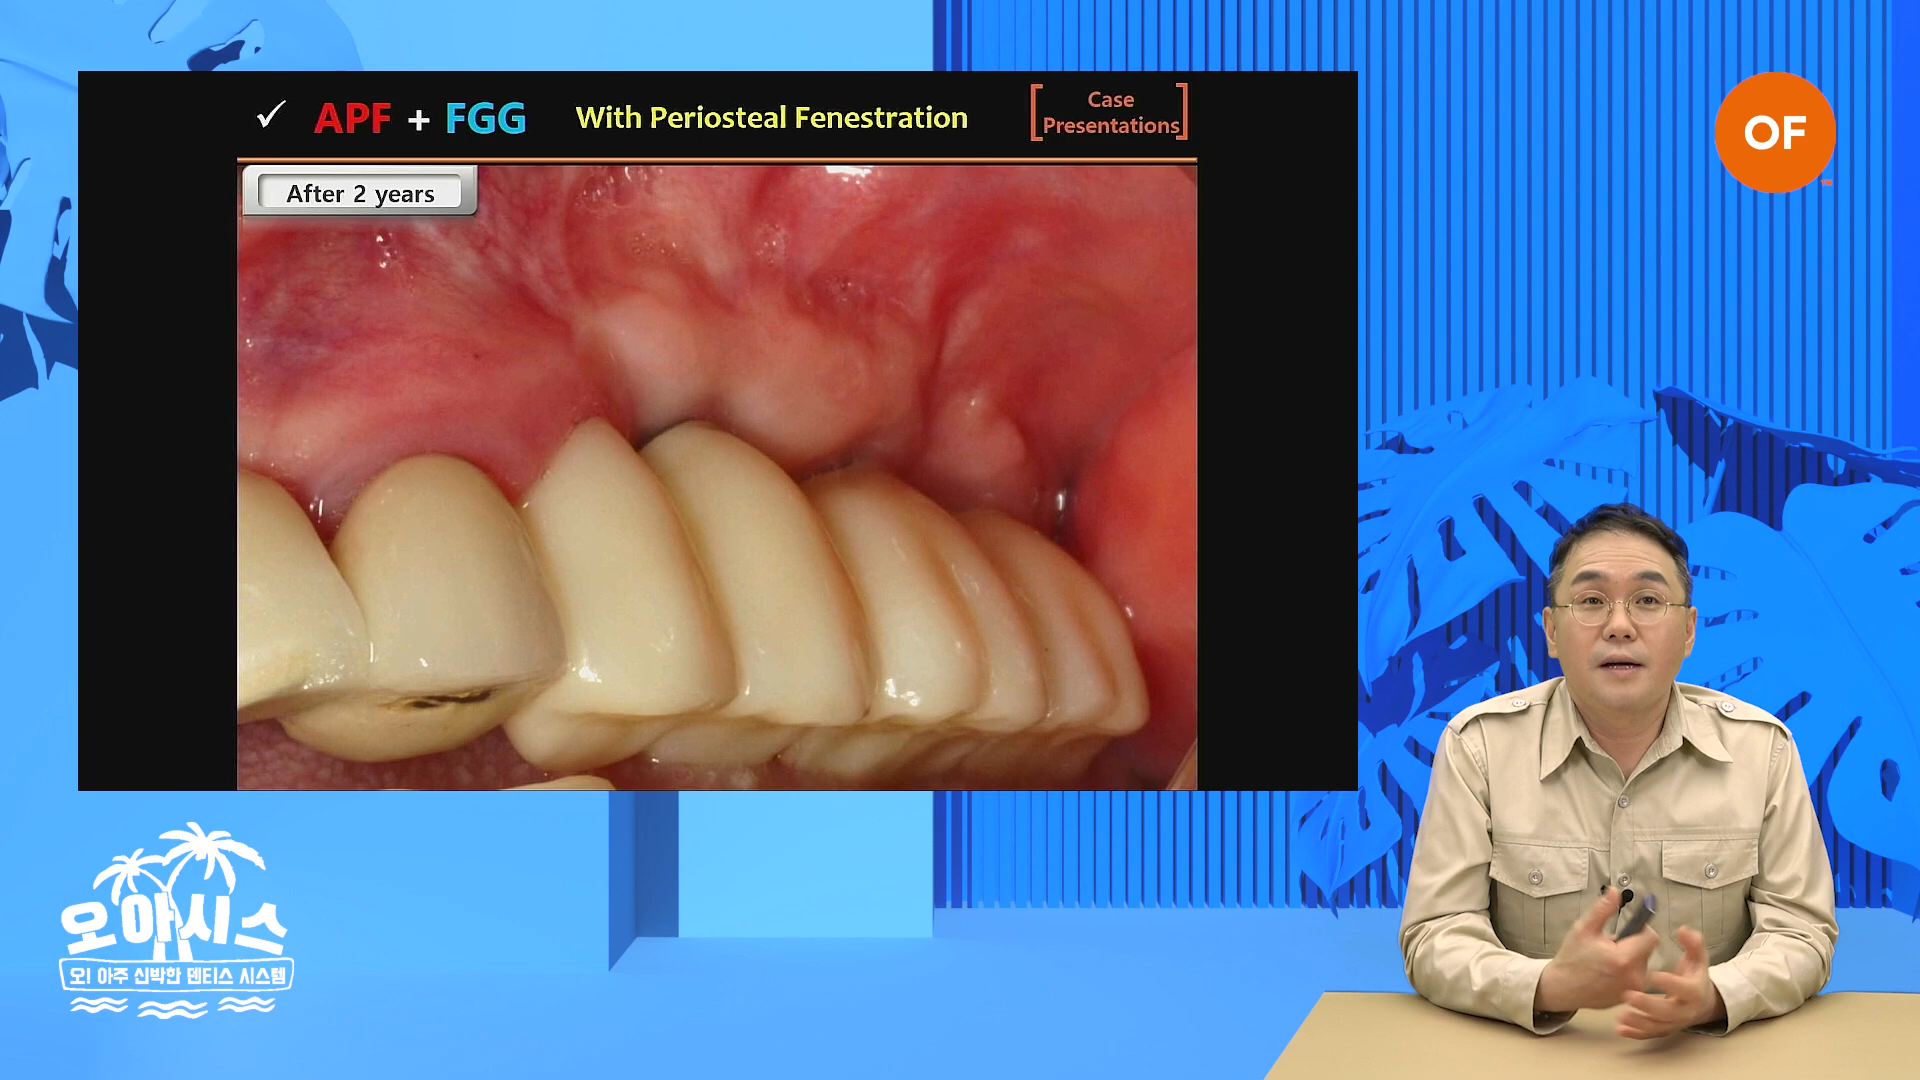 ✓ APF + FGG With Periosteal Fenestration
Case
Presentations
After 2 years
OF
오아시스
오! 아주 신박한 덴티스 시스템